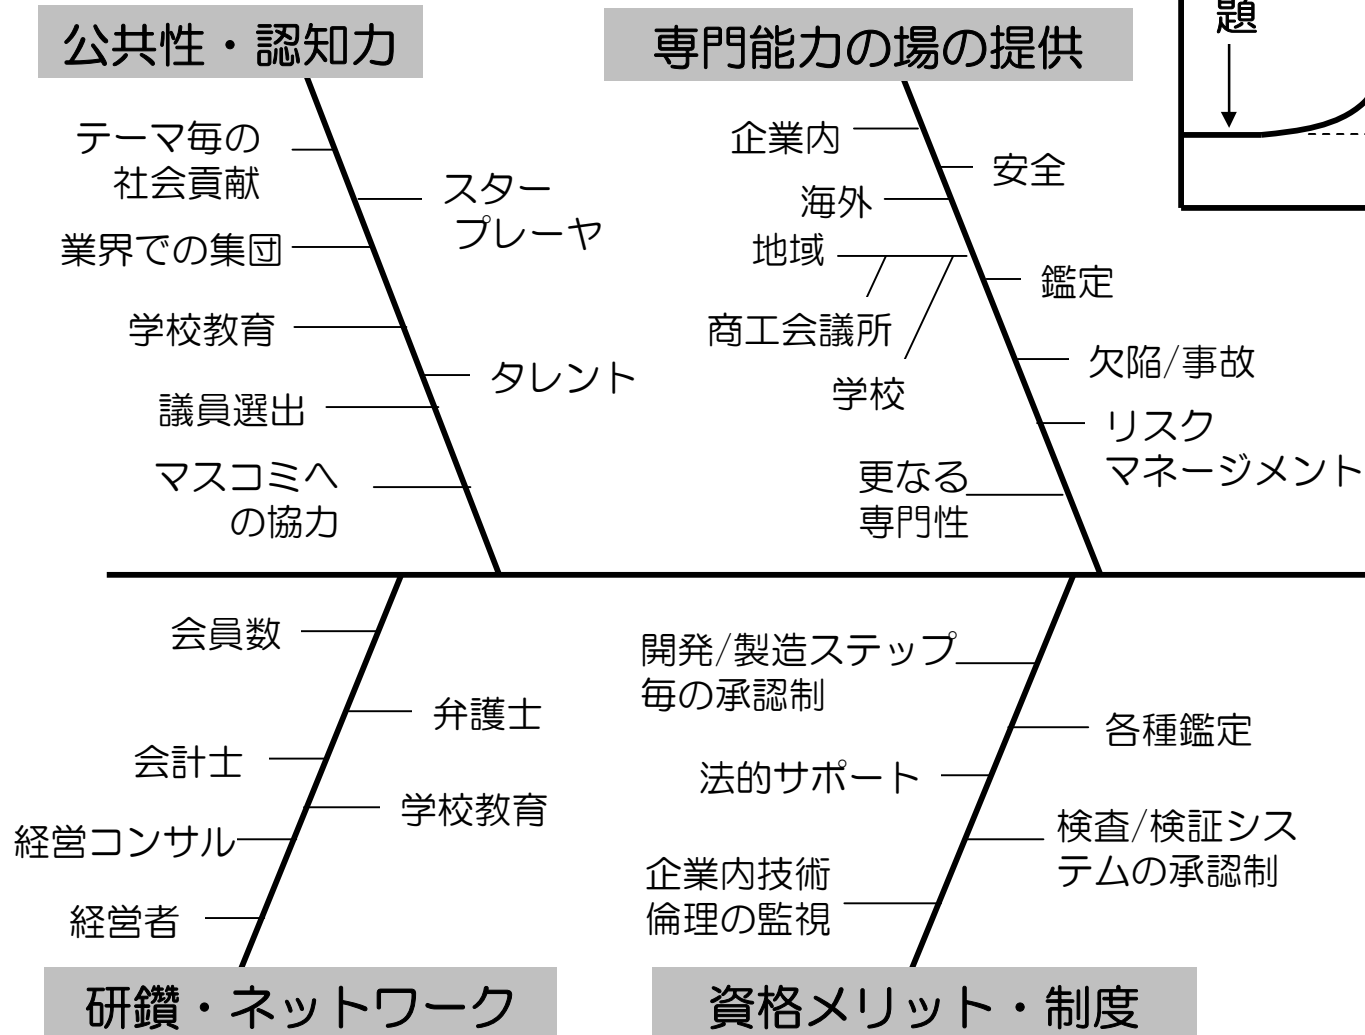 公共性・認知力
専門能力の場の提供
題
テーマ毎の
社会貢献
スター
プレーヤ
業界での集団
学校教育
タレント
議員選出
マスコミへ
の協力
企業内
安全
海外
地域
鑑定
商工会議所
学校
欠陥/事故
リスク
マネージメント
更なる
専門性
会員数
弁護士
会計士
学校教育
経営コンサル
経営者
開発/製造ステップ
毎の承認制
各種鑑定
法的サポート
検査/検証シス
テムの承認制
企業内技術
倫理の監視
研鑽・ネットワーク
資格メリット・制度